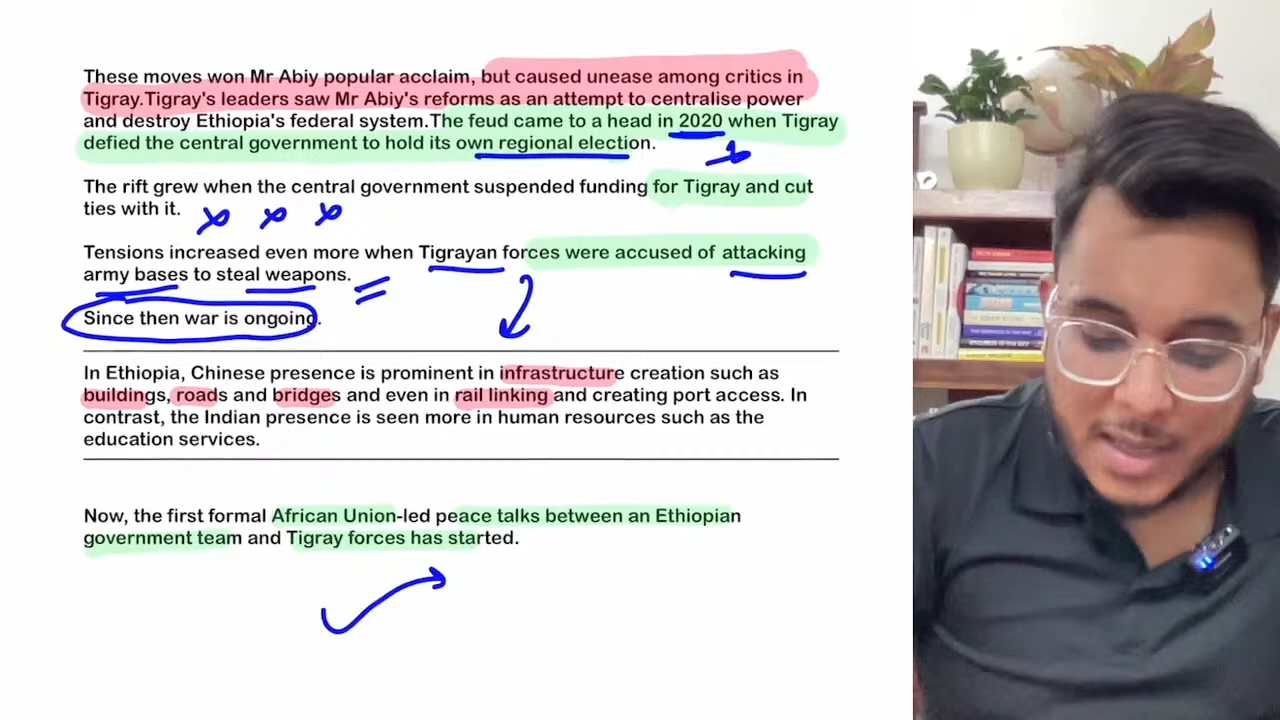 These moves won Mr Abiy popular acclaim, but caused unease among critics in
Tigray.Tigray's leaders saw Mr Abiy's reforms as an attempt to centralise power
and destroy Ethiopia's federal system.The feud came to a head in 2020 when Tigray
defied the central government to hold its own regional election.
The rift grew when the central government suspended funding for Tigray and cut
ties with it.
Tensions increased even more when Tigrayan forces were accused of attacking
army bases to steal weapons.
Since then war is ongoing.
In Ethiopia, Chinese presence is prominent in infrastructure creation such as
buildings, roads and bridges and even in rail linking and creating port access. In
contrast, the Indian presence is seen more in human resources such as the
education services.
Now, the first formal African Union-led peace talks between an Ethiopian
government team and Tigray forces has started.